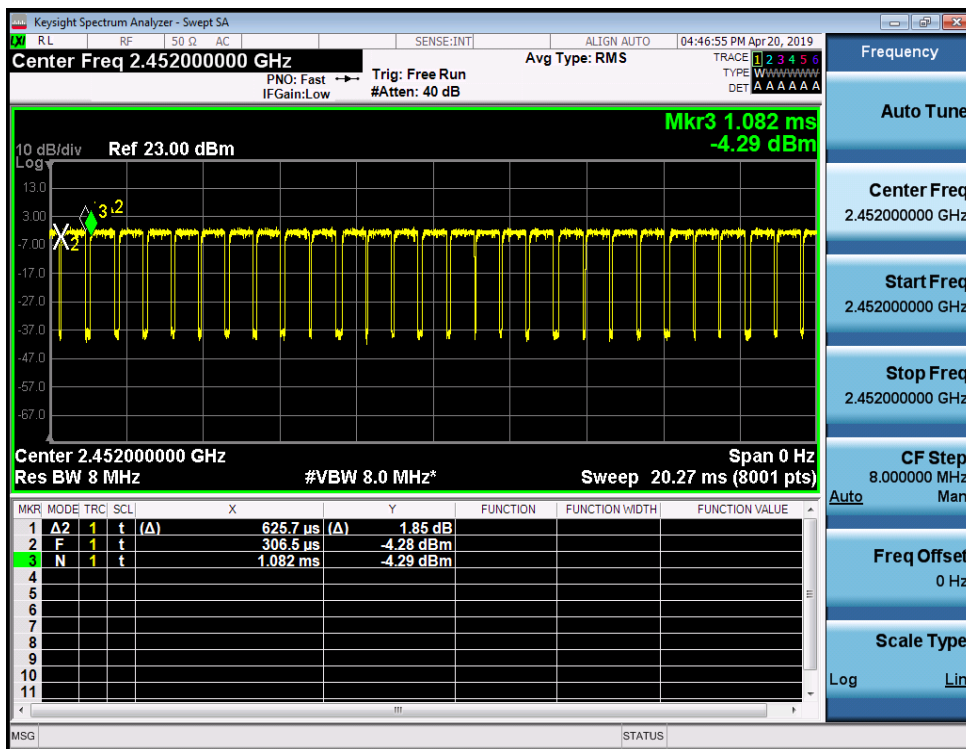 Keysight Spectrum Analyzer - Swept SA
LXI RL RF 50 Ω AC SENSE:INT ALIGN AUTO 04:46:55 PM Apr 20, 2019
Center Freq 2.452000000 GHz
PNO: Fast
IFGain:Low
Trig: Free Run
#Atten: 40 dB
Avg Type: RMS
TRACE 1 2 3 4 5 6
TYPE WWWWWW
DET A A A A A A
Mkr3 1.082 ms
-4.29 dBm
10 dB/div Ref 23.00 dBm
Log
13.0
3.00
-7.00
-17.0
-27.0
-37.0
-47.0
-57.0
-67.0
2
3
Center 2.452000000 GHz Span 0 Hz
Res BW 8 MHz #VBW 8.0 MHz* Sweep 20.27 ms (8001 pts)
MKR MODE TRC SCL X Y FUNCTION FUNCTION WIDTH FUNCTION VALUE
1 Δ2 1 t (Δ) 625.7 µs (Δ) 1.85 dB
2 F 1 t 306.5 µs -4.28 dBm
3 N 1 t 1.082 ms -4.29 dBm
4
5
6
7
8
9
10
11
MSG STATUS
Frequency
Auto Tune
Center Freq
2.452000000 GHz
Start Freq
2.452000000 GHz
Stop Freq
2.452000000 GHz
CF Step
8.000000 MHz
Auto Man
Freq Offset
0 Hz
Scale Type
Log Lin